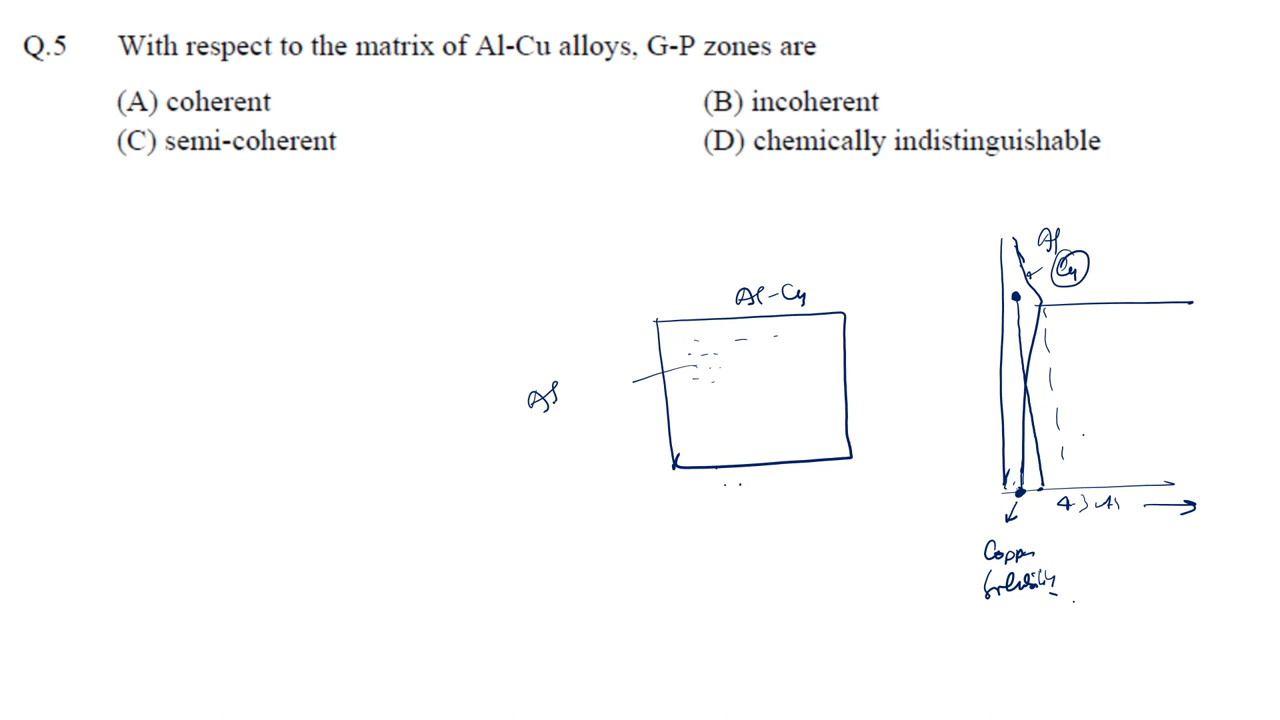 Q.5 With respect to the matrix of Al-Cu alloys, G-P zones are
(A) coherent (B) incoherent
(C) semi-coherent (D) chemically indistinguishable
Al
Cu
Al-Cu
Al
Copper
Solubility